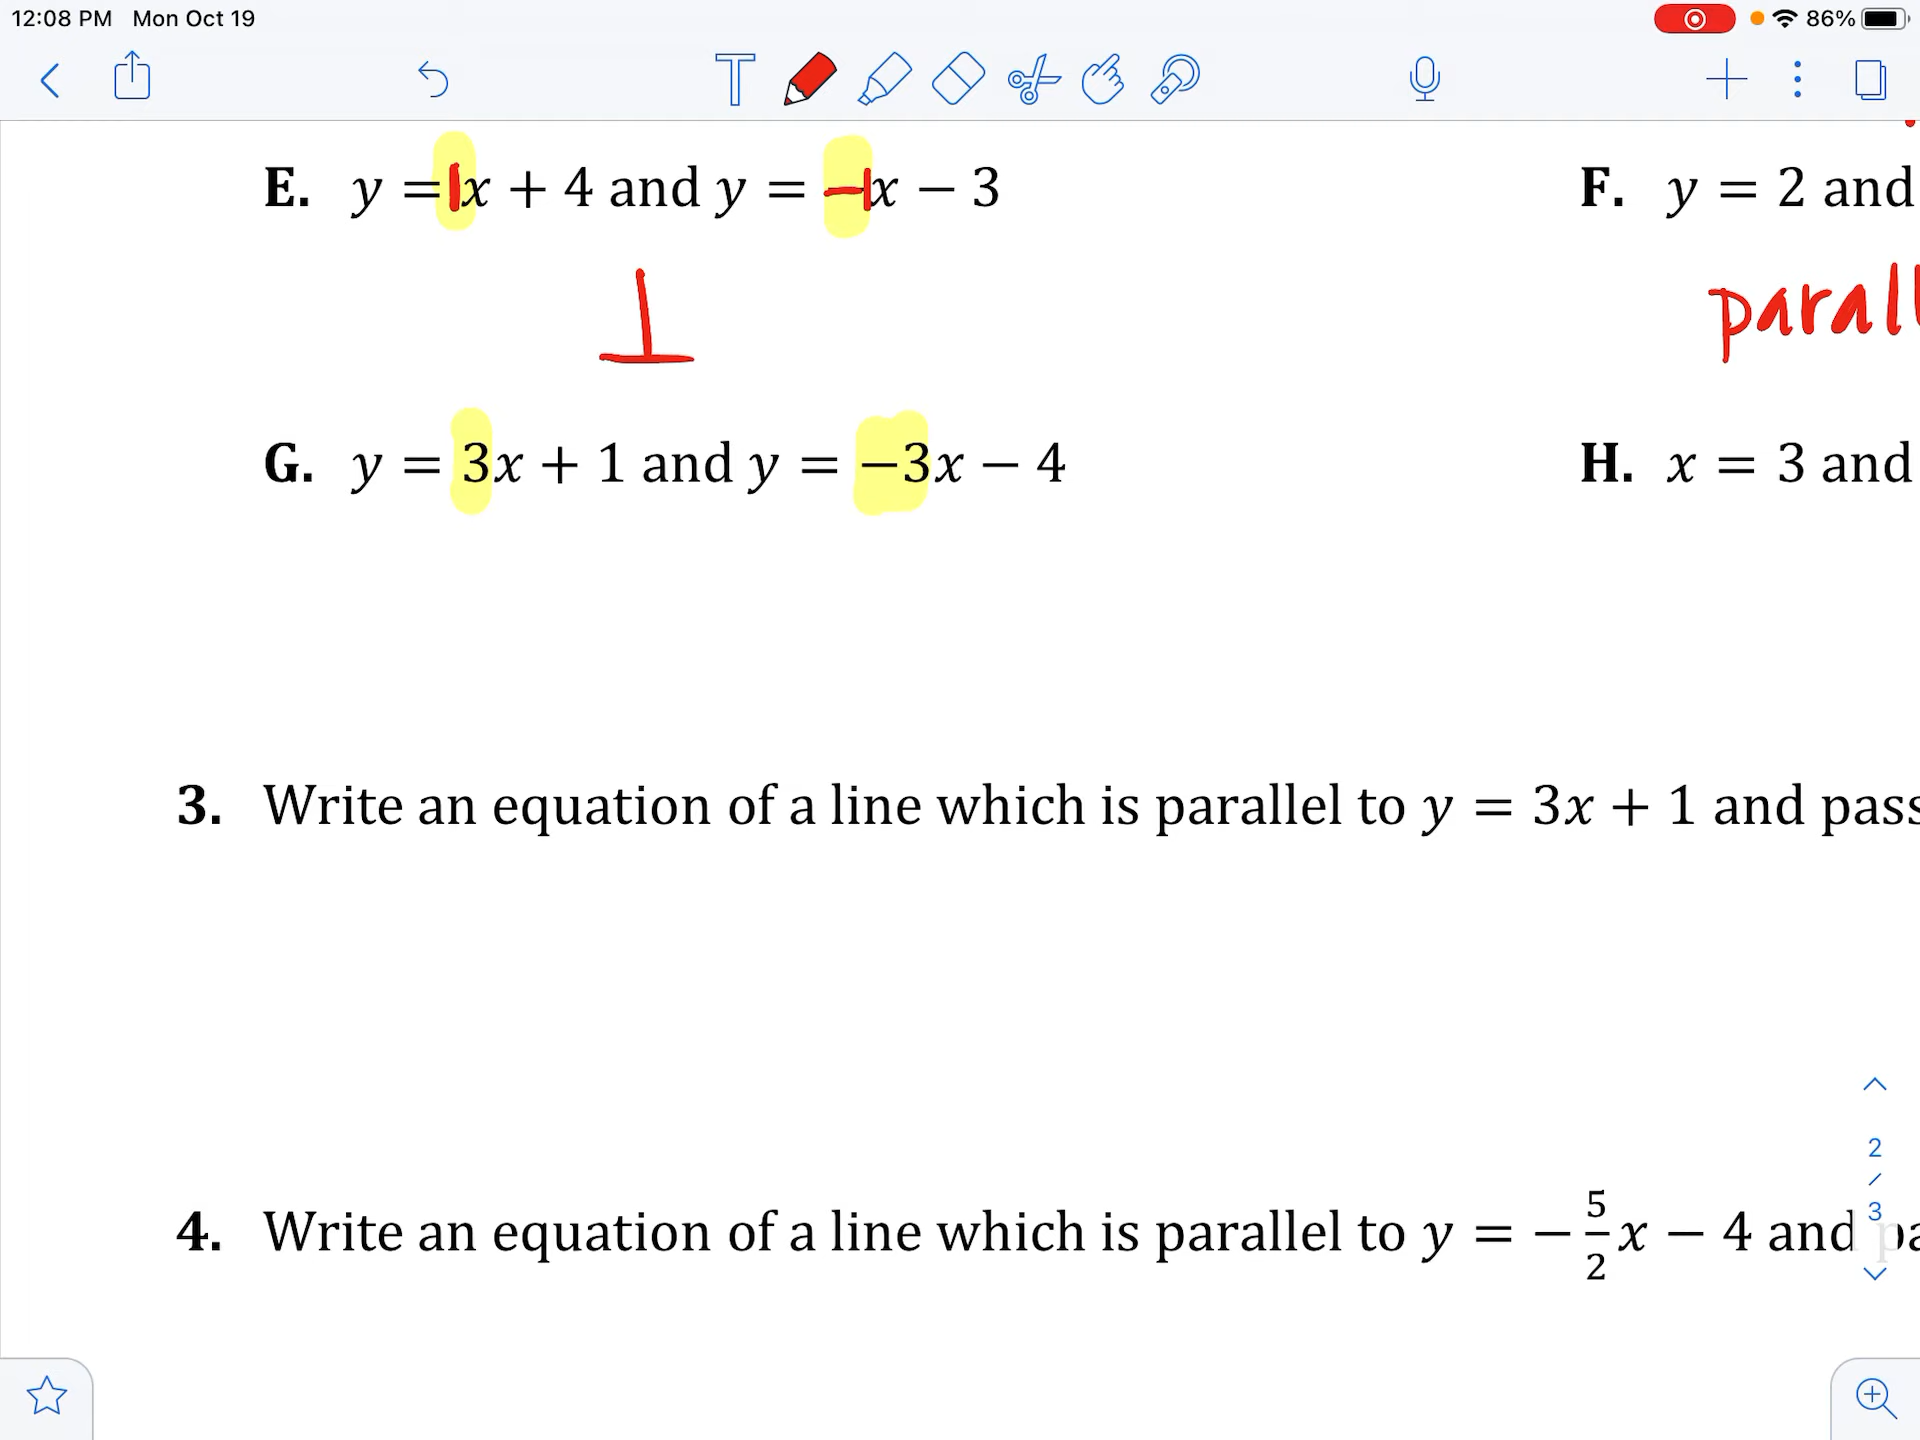 12:08 PM Mon Oct 19 86%
T
E. y = 1x + 4 and y = −1x − 3
F. y = 2 and
⊥
parall
G. y = 3x + 1 and y = −3x − 4
H. x = 3 and
3. Write an equation of a line which is parallel to y = 3x + 1 and pass
4. Write an equation of a line which is parallel to y = −5/2 x − 4 and pa
2
/
3